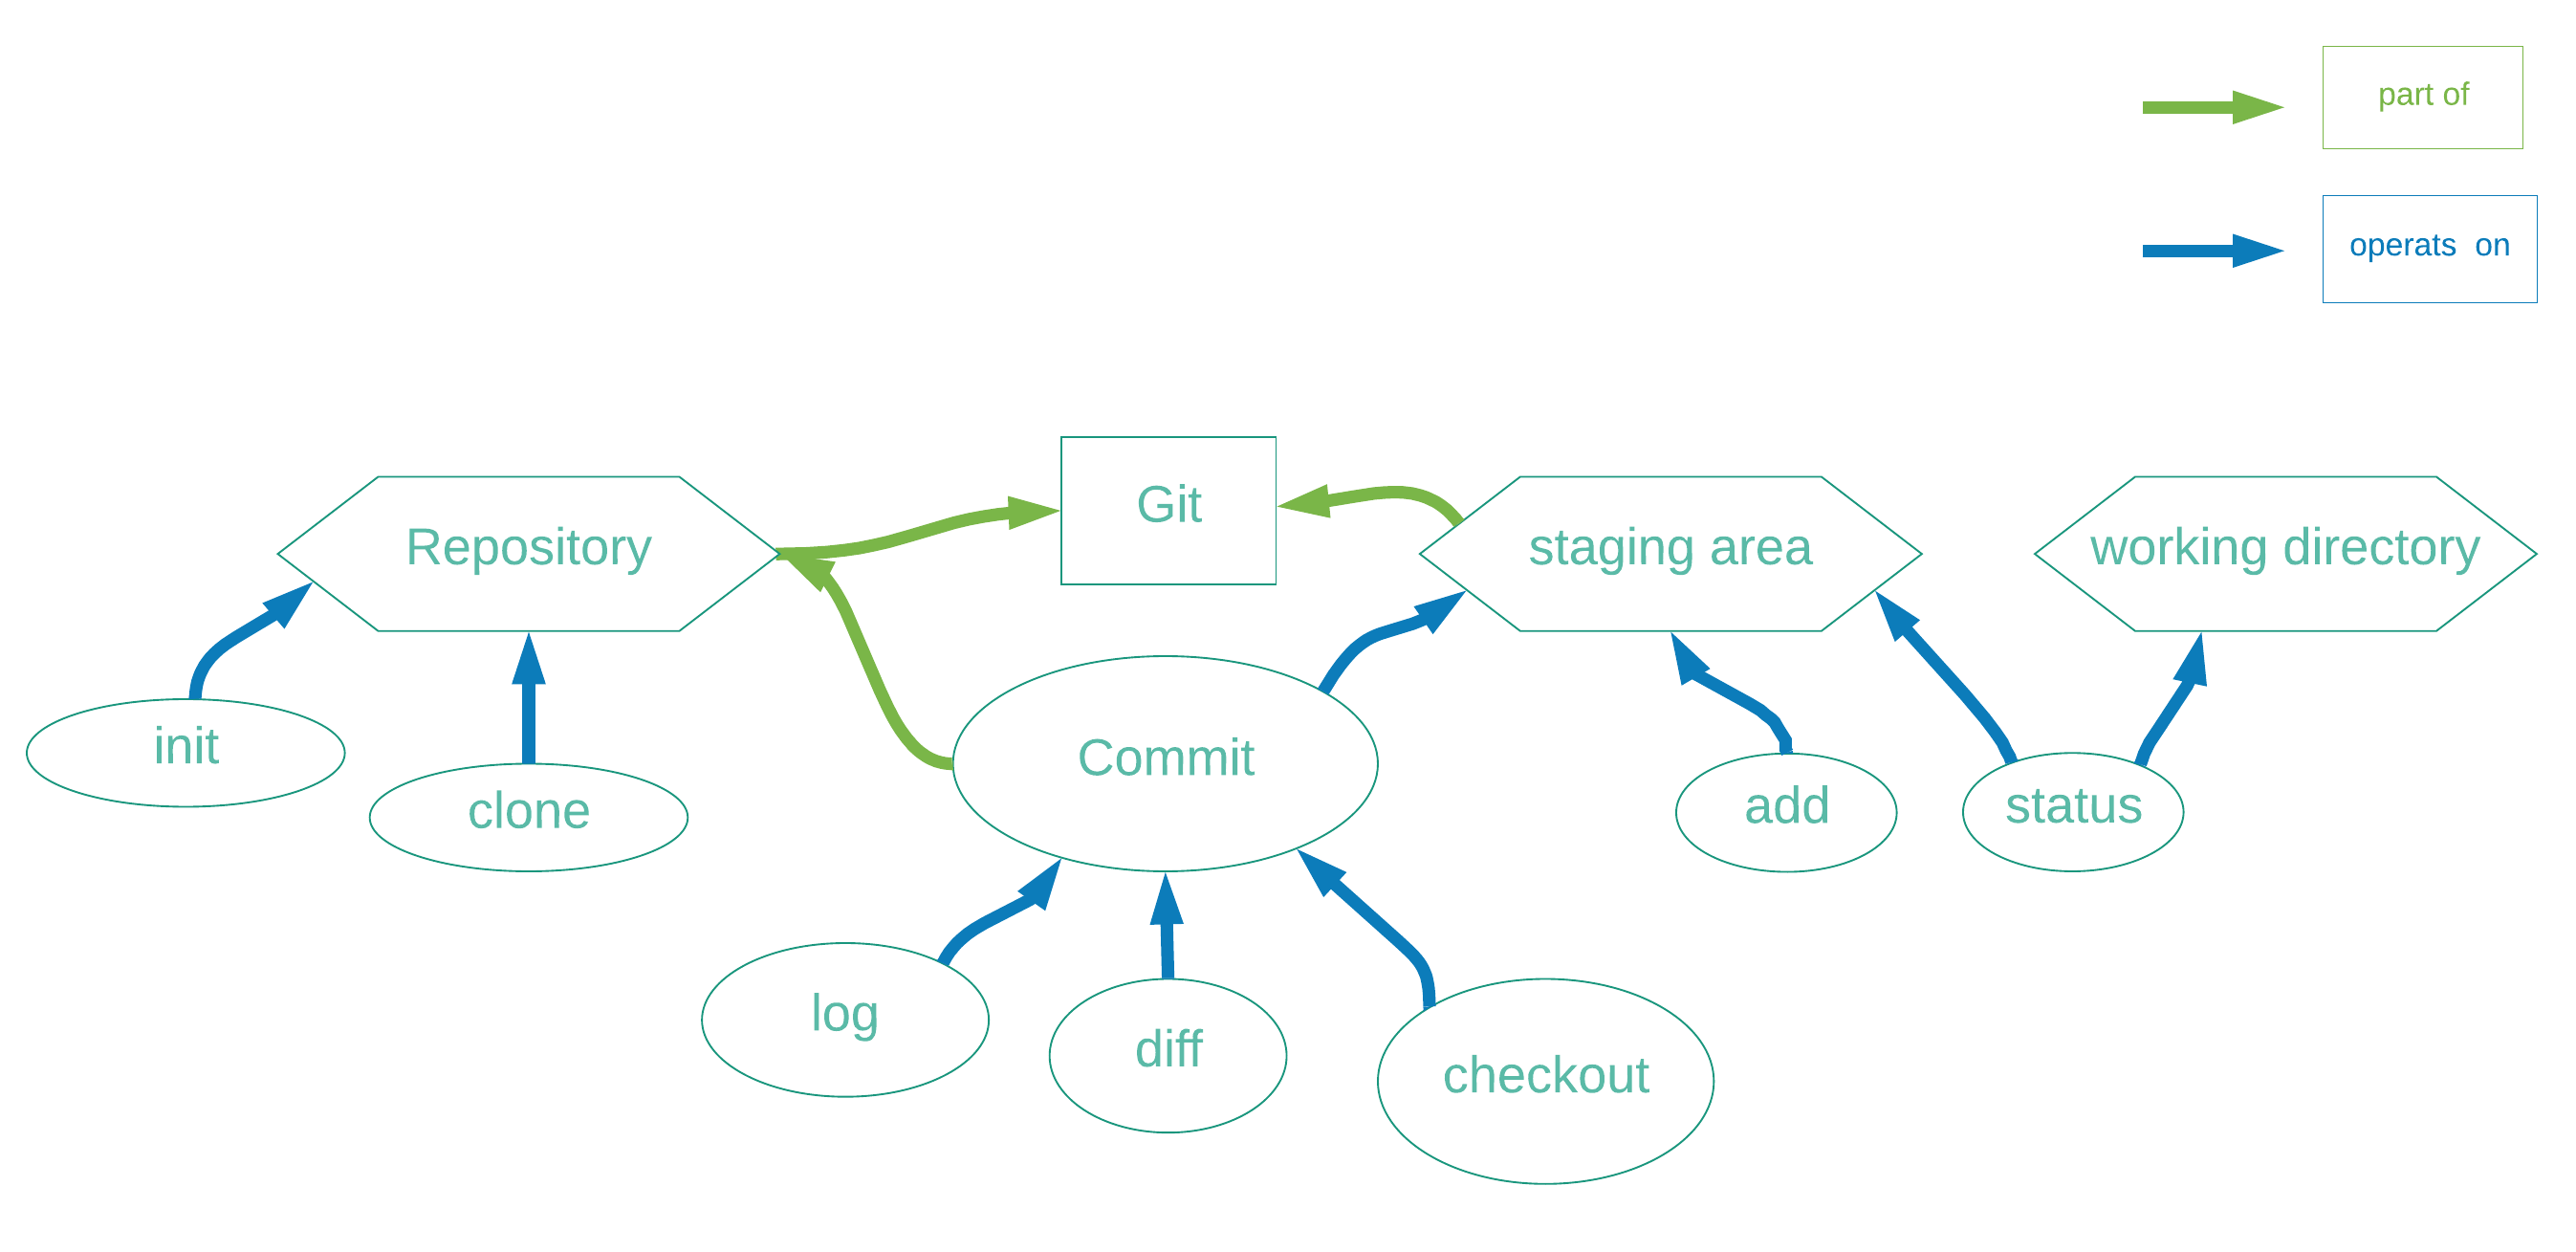 part of
operats  on
Git
Repository
staging area
working directory
init
Commit
clone
add
status
log
diff
checkout